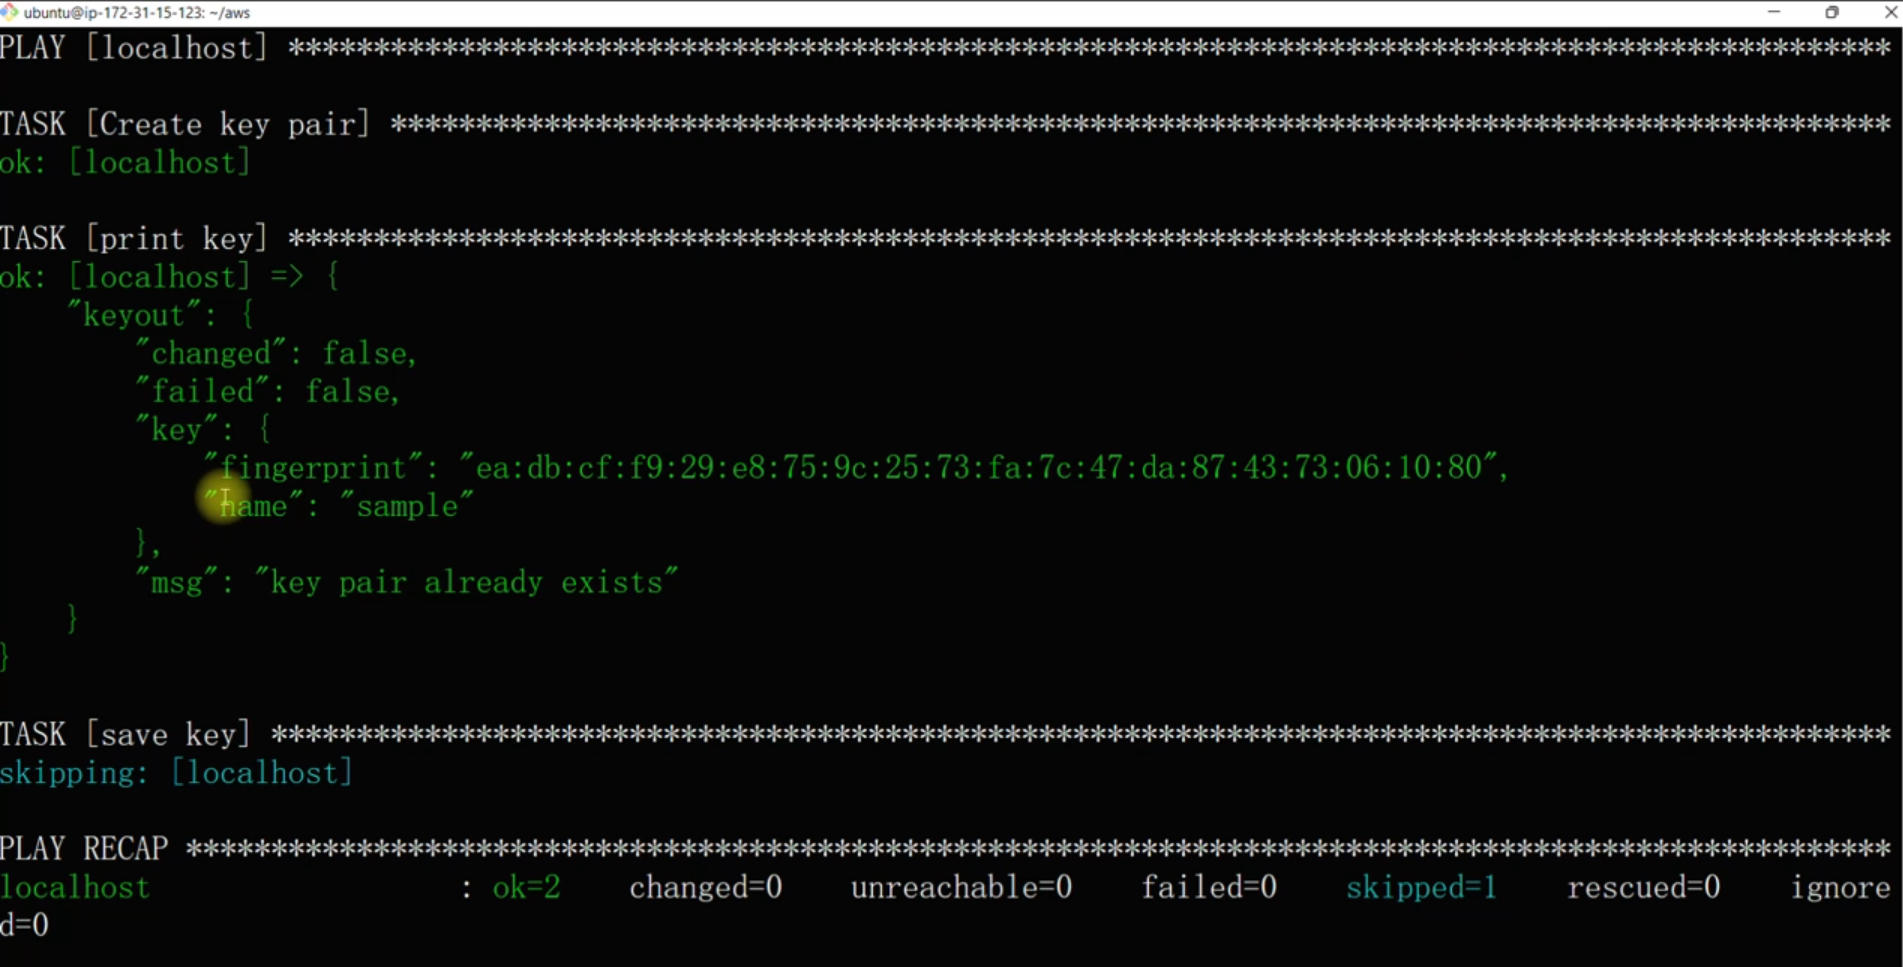 ubuntu@ip-172-31-15-123: ~/aws
PLAY [localhost] **********************************************************************************************
TASK [Create key pair] ****************************************************************************************
ok: [localhost]
TASK [print key] **********************************************************************************************
ok: [localhost] => {
    "keyout": {
        "changed": false,
        "failed": false,
        "key": {
            "fingerprint": "ea:db:cf:f9:29:e8:75:9c:25:73:fa:7c:47:da:87:43:73:06:10:80",
            "name": "sample"
        },
        "msg": "key pair already exists"
    }
}
TASK [save key] ***********************************************************************************************
skipping: [localhost]
PLAY RECAP ****************************************************************************************************
localhost                  : ok=2    changed=0    unreachable=0    failed=0    skipped=1    rescued=0    ignore
d=0